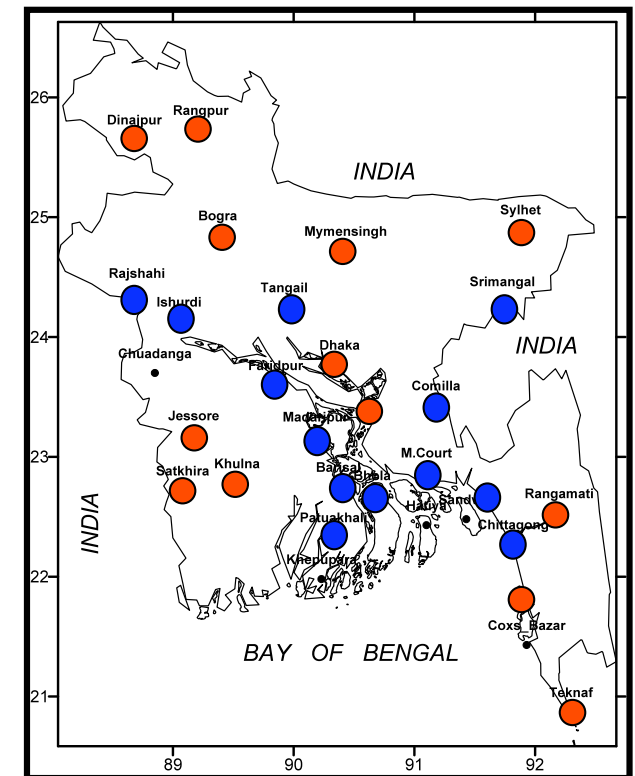 26
Rangpur
Dinajpur
INDIA
25
Sylhet
Bogra
Mymensingh
Rajshahi
Srimangal
Tangail
Ishurdi
24
INDIA
Dhaka
Chuadanga
Faridpur
Comilla
Jessore
Madaripur
23
M.Court
Khulna
Satkhira
Barisal
Bhola
Rangamati
Hatiya
INDIA
Patuakhali
Chittagong
Khepupara
22
Coxs Bazar
BAY OF BENGAL
21
Teknaf
89 90 91 92